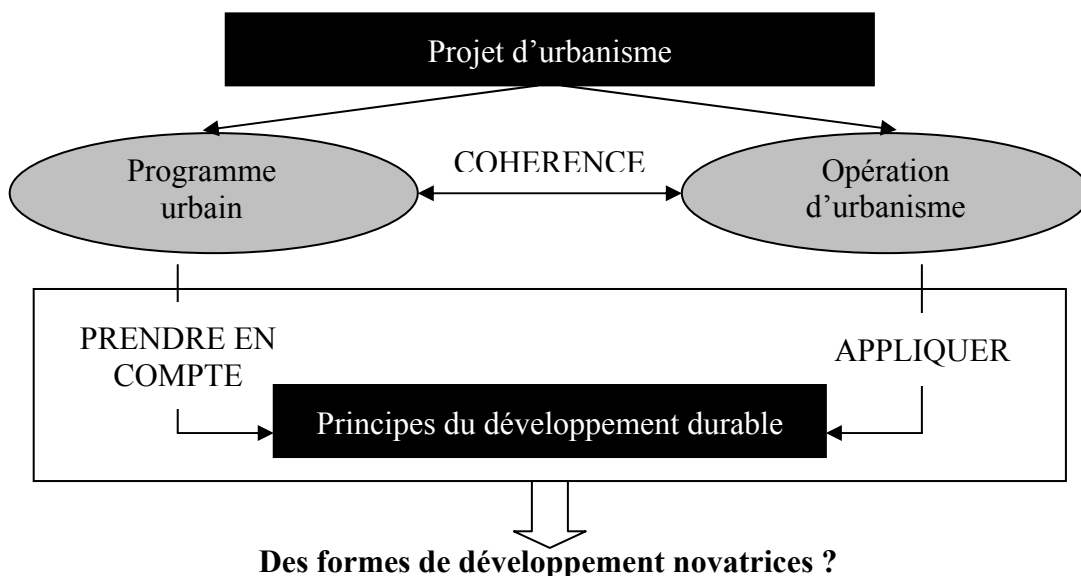 Projet d’urbanisme
Programme
urbain
COHERENCE
Opération
d’urbanisme
PRENDRE EN
COMPTE
APPLIQUER
Principes du développement durable
Des formes de développement novatrices ?